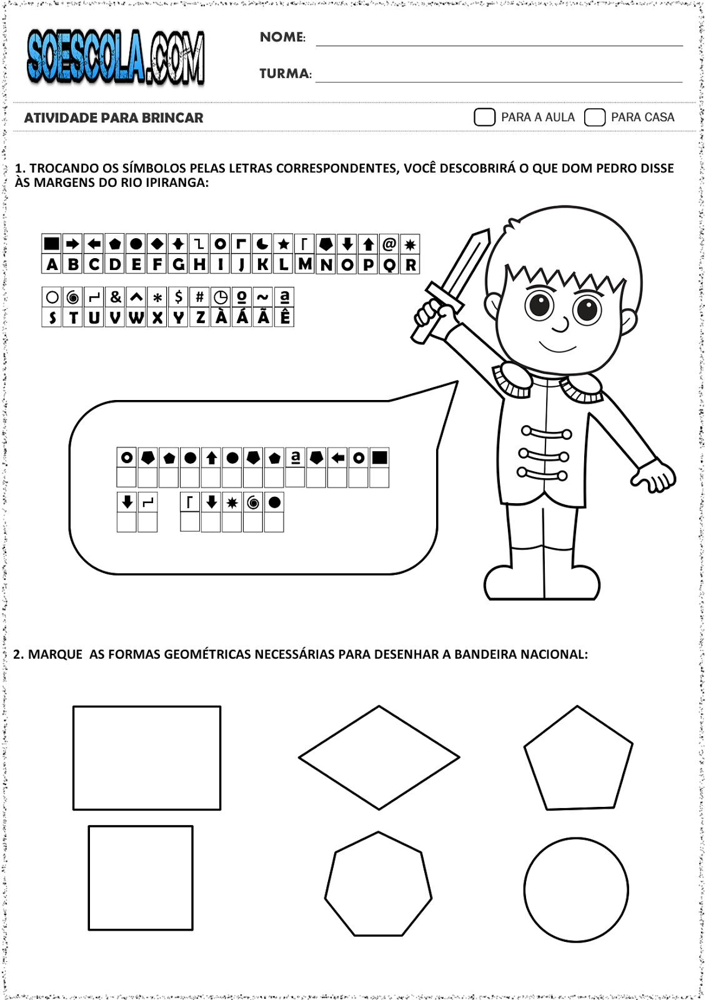 SOESCOLA.COM
NOME:
TURMA:
ATIVIDADE PARA BRINCAR
PARA A AULA PARA CASA
1. TROCANDO OS SÍMBOLOS PELAS LETRAS CORRESPONDENTES, VOCÊ DESCOBRIRÁ O QUE DOM PEDRO DISSE
ÀS MARGENS DO RIO IPIRANGA:
@
A B C D E F G H I J K L M N O P Q R
& ^ * $ # º ~ ª
S T U V W X Y Z À Á Ã Ê
ª
2. MARQUE AS FORMAS GEOMÉTRICAS NECESSÁRIAS PARA DESENHAR A BANDEIRA NACIONAL: